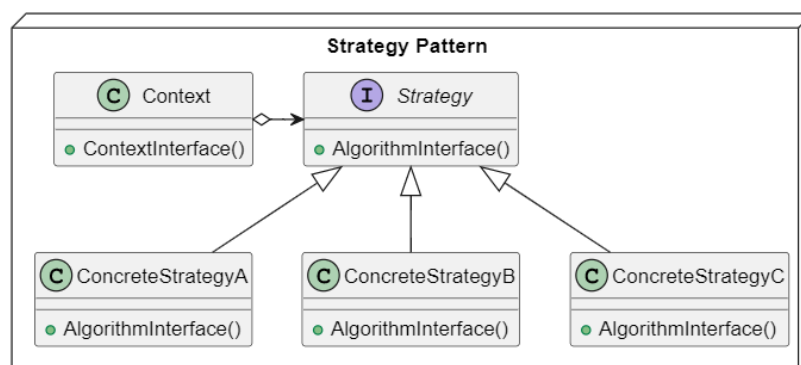 Strategy Pattern
C Context
I Strategy
ContextInterface()
AlgorithmInterface()
C ConcreteStrategyA
C ConcreteStrategyB
C ConcreteStrategyC
AlgorithmInterface()
AlgorithmInterface()
AlgorithmInterface()